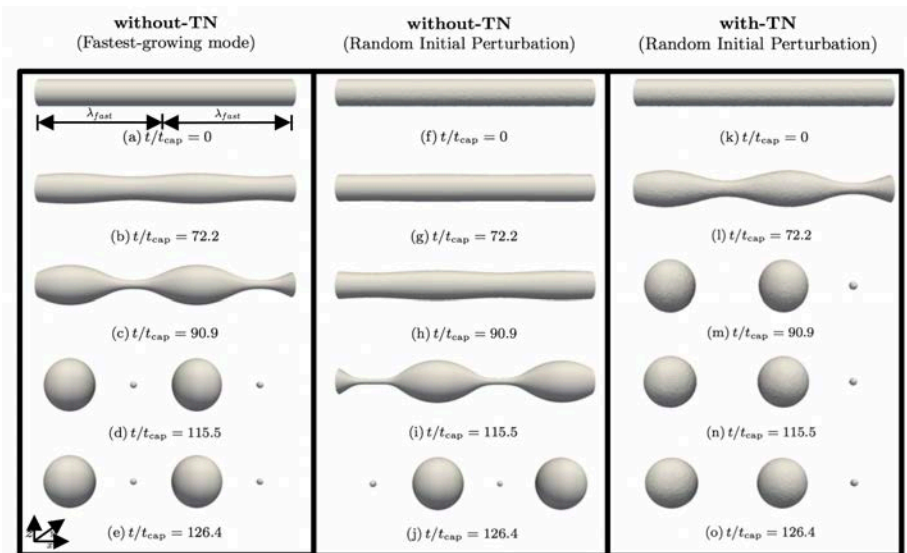 without-TN
(Fastest-growing mode)
without-TN
(Random Initial Perturbation)
with-TN
(Random Initial Perturbation)
λfast
λfast
(a) t/tcap = 0
(b) t/tcap = 72.2
(c) t/tcap = 90.9
(d) t/tcap = 115.5
(e) t/tcap = 126.4
(f) t/tcap = 0
(g) t/tcap = 72.2
(h) t/tcap = 90.9
(i) t/tcap = 115.5
(j) t/tcap = 126.4
(k) t/tcap = 0
(l) t/tcap = 72.2
(m) t/tcap = 90.9
(n) t/tcap = 115.5
(o) t/tcap = 126.4